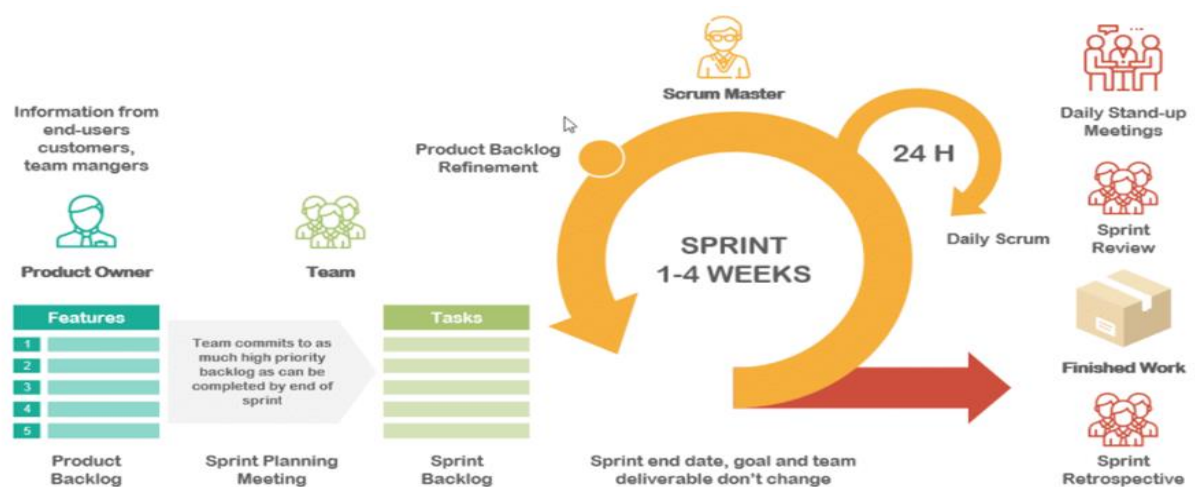 Information from
end-users
customers,
team mangers
Product Owner
Features
1
2
3
4
5
Product
Backlog
Team commits to as
much high priority
backlog as can be
completed by end of
sprint
Sprint Planning
Meeting
Team
Tasks
Sprint
Backlog
Scrum Master
Product Backlog
Refinement
SPRINT
1-4 WEEKS
24 H
Daily Scrum
Sprint end date, goal and team
deliverable don't change
Daily Stand-up
Meetings
Sprint
Review
Finished Work
Sprint
Retrospective